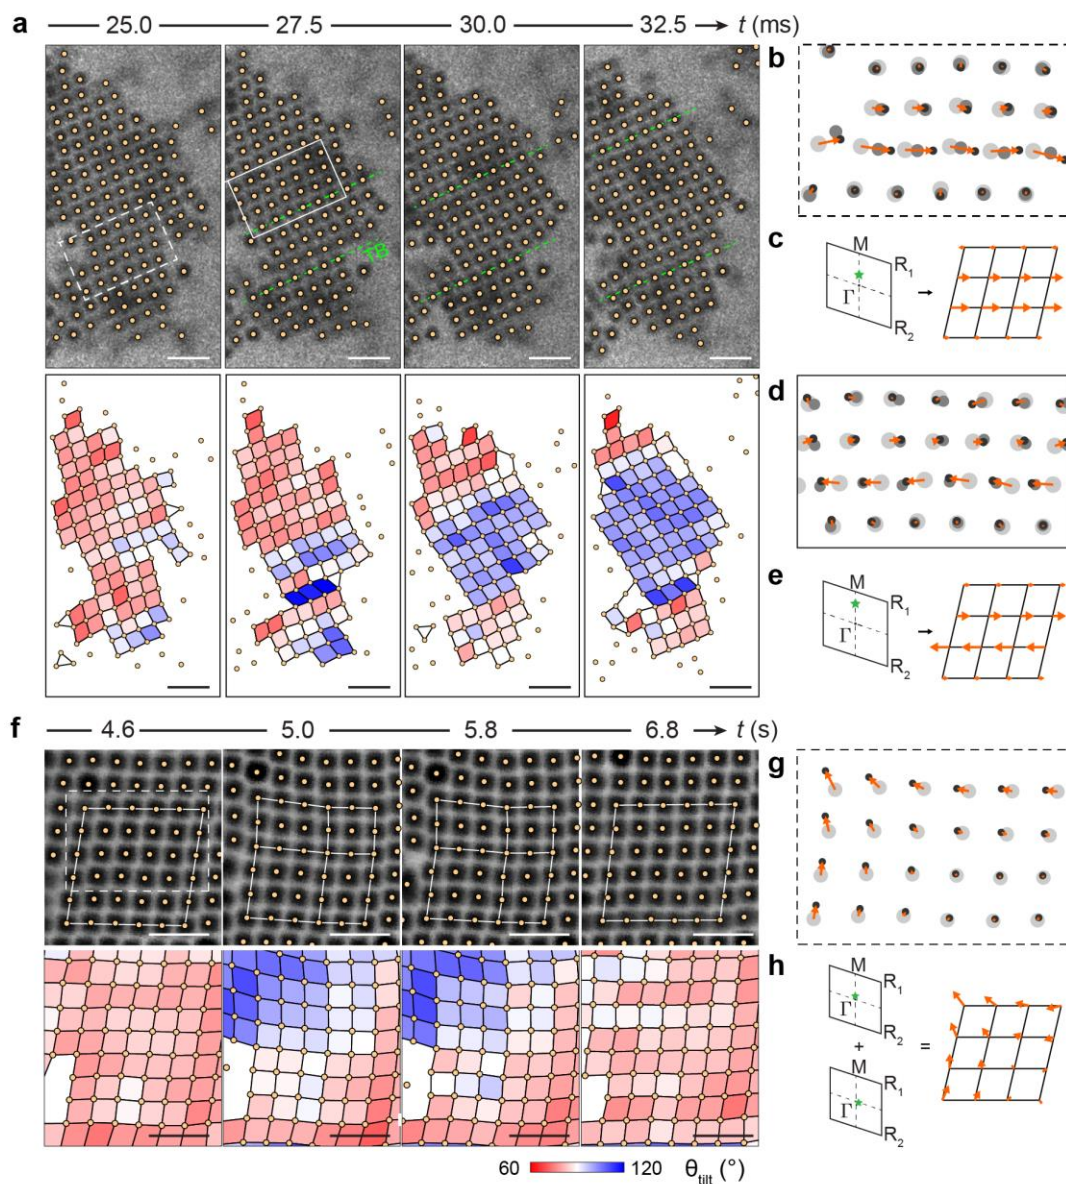 a
25.0 27.5 30.0 32.5 t (ms)
TB
b
c
M
R1
Γ
R2
d
e
M
R1
Γ
R2
f
4.6 5.0 5.8 6.8 t (s)
g
h
M
R1
Γ
R2
+
=
M
R1
Γ
R2
60 120 θtilt (°)